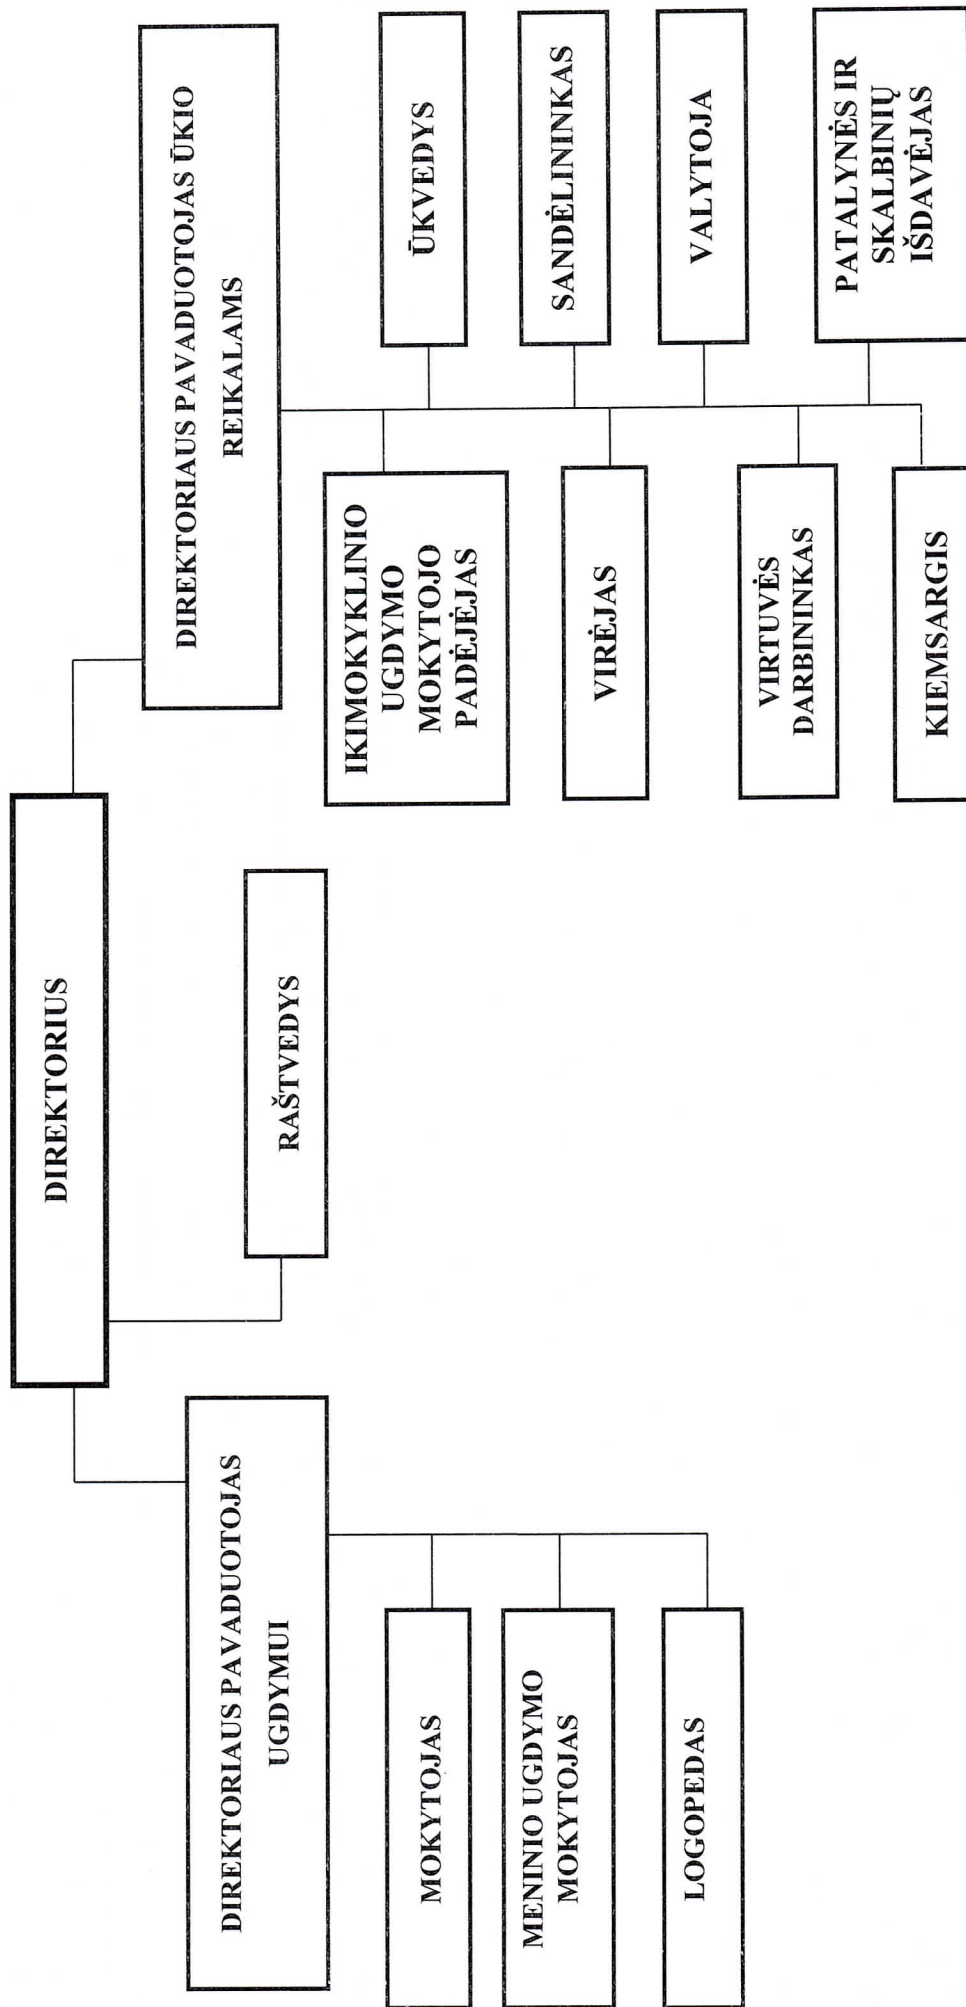 DIREKTORIUS
DIREKTORIAUS PAVADUOTOJAS
UGDYMUI
RAŠTVEDYS
DIREKTORIAUS PAVADUOTOJAS ŪKIO
REIKALAMS
MOKYTOJAS
MENINIO UGDYMO
MOKYTOJAS
LOGOPEDAS
IKIMOKYKLINIO
UGDYMO
MOKYTOJO
PADĖJĖJAS
ŪKVEDYS
VIRĖJAS
SANDĖLININKAS
VIRTUVĖS
DARBININKAS
VALYTOJA
KIEMSARGIS
PATALYNĖS IR
SKALBINIŲ
IŠDAVĖJAS